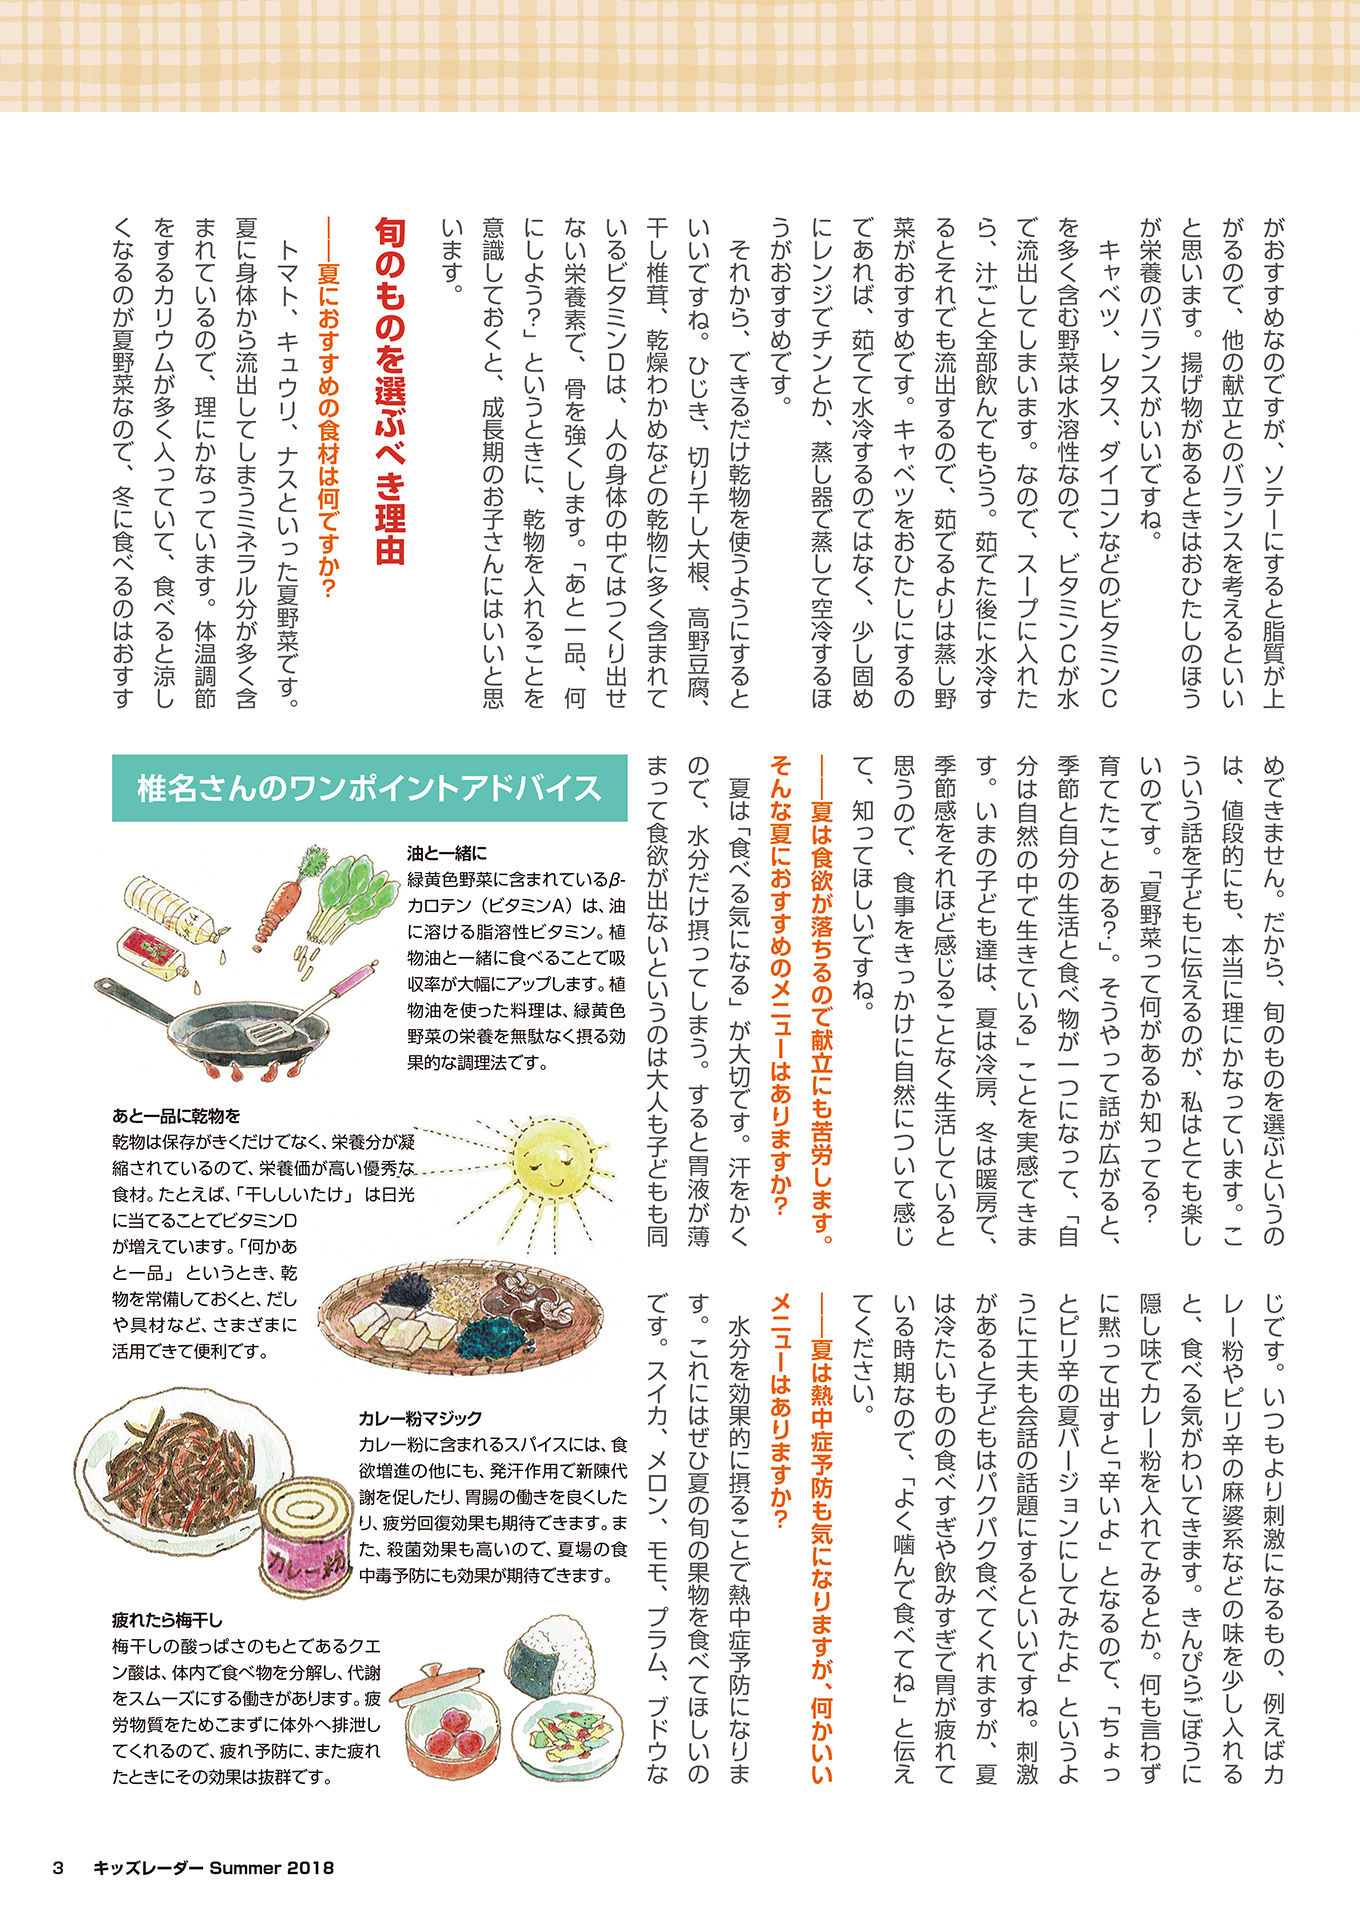 がおすすめなのですが、ソテーにすると脂質が上
がるので、他の献立とのバランスを考えるといい
と思います。揚げ物があるときはおひたしのほう
が栄養のバランスがいいですね。
キャベツ、レタス、ダイコンなどのビタミンC
を多く含む野菜は水溶性なので、ビタミンCが水
で流出してしまいます。なので、スープに入れた
ら、汁ごと全部飲んでもらう。茹でた後に水冷す
るとそれでも流出するので、茹でるよりは蒸し野
菜がおすすめです。キャベツをおひたしにするの
であれば、茹でて水冷するのではなく、少し固め
にレンジでチンとか、蒸し器で蒸して空冷するほ
うがおすすめです。
それから、できるだけ乾物を使うようにすると
いいですね。ひじき、切り干し大根、高野豆腐、
干し椎茸、乾燥わかめなどの乾物に多く含まれて
いるビタミンDは、人の身体の中ではつくり出せ
ない栄養素で、骨を強くします。「あと一品、何
にしよう?」というときに、乾物を入れることを
意識しておくと、成長期のお子さんにはいいと思
います。
旬のものを選ぶべき理由
――夏におすすめの食材は何ですか?
トマト、キュウリ、ナスといった夏野菜です。
夏に身体から流出してしまうミネラル分が多く含
まれているので、理にかなっています。体温調節
をするカリウムが多く入っていて、食べると涼し
くなるのが夏野菜なので、冬に食べるのはおすす
めできません。だから、旬のものを選ぶというの
は、値段的にも、本当に理にかなっています。こ
ういう話を子どもに伝えるのが、私はとても楽し
いのです。「夏野菜って何があるか知ってる?
育てたことある?」。そうやって話が広がると、
季節と自分の生活と食べ物が一つになって、「自
分は自然の中で生きている」ことを実感できま
す。いまの子ども達は、夏は冷房、冬は暖房で、
季節感をそれほど感じることなく生活していると
思うので、食事をきっかけに自然について感じ
て、知ってほしいですね。
――夏は食欲が落ちるので献立にも苦労します。
そんな夏におすすめのメニューはありますか?
夏は「食べる気になる」が大切です。汗をかく
ので、水分だけ摂ってしまう。すると胃液が薄
まって食欲が出ないというのは大人も子どもも同
じです。いつもより刺激になるもの、例えばカ
レー粉やピリ辛の麻婆系などの味を少し入れる
と、食べる気がわいてきます。きんぴらごぼうに
隠し味でカレー粉を入れてみるとか。何も言わず
に黙って出すと「辛いよ」となるので、「ちょっ
とピリ辛の夏バージョンにしてみたよ」というよ
うに工夫も会話の話題にするといいですね。刺激
があると子どもはパクパク食べてくれますが、夏
は冷たいものの食べすぎや飲みすぎで胃が疲れて
いる時期なので、「よく噛んで食べてね」と伝え
てください。
――夏は熱中症予防も気になりますが、何かいい
メニューはありますか?
水分を効果的に摂ることで熱中症予防になりま
す。これにはぜひ夏の旬の果物を食べてほしいの
です。スイカ、メロン、モモ、プラム、ブドウな
椎名さんのワンポイントアドバイス
油と一緒に
緑黄色野菜に含まれているβ-
カロテン（ビタミンA）は、油
に溶ける脂溶性ビタミン。植
物油と一緒に食べることで吸
収率が大幅にアップします。植
物油を使った料理は、緑黄色
野菜の栄養を無駄なく摂る効
果的な調理法です。
あと一品に乾物を
乾物は保存がきくだけでなく、栄養分が凝
縮されているので、栄養価が高い優秀な
食材。たとえば、「干ししいたけ」は日光
に当てることでビタミンD
が増えています。「何かあ
と一品」というとき、乾
物を常備しておくと、だし
や具材など、さまざまに
活用できて便利です。
カレー粉マジック
カレー粉に含まれるスパイスには、食
欲増進の他にも、発汗作用で新陳代
謝を促したり、胃腸の働きを良くした
り、疲労回復効果も期待できます。ま
た、殺菌効果も高いので、夏場の食
中毒予防にも効果が期待できます。
カレー粉
疲れたら梅干し
梅干しの酸っぱさのもとであるクエ
ン酸は、体内で食べ物を分解し、代謝
をスムーズにする働きがあります。疲
労物質をためこまずに体外へ排泄し
てくれるので、疲れ予防に、また疲れ
たときにその効果は抜群です。
3 キッズレーダー Summer 2018